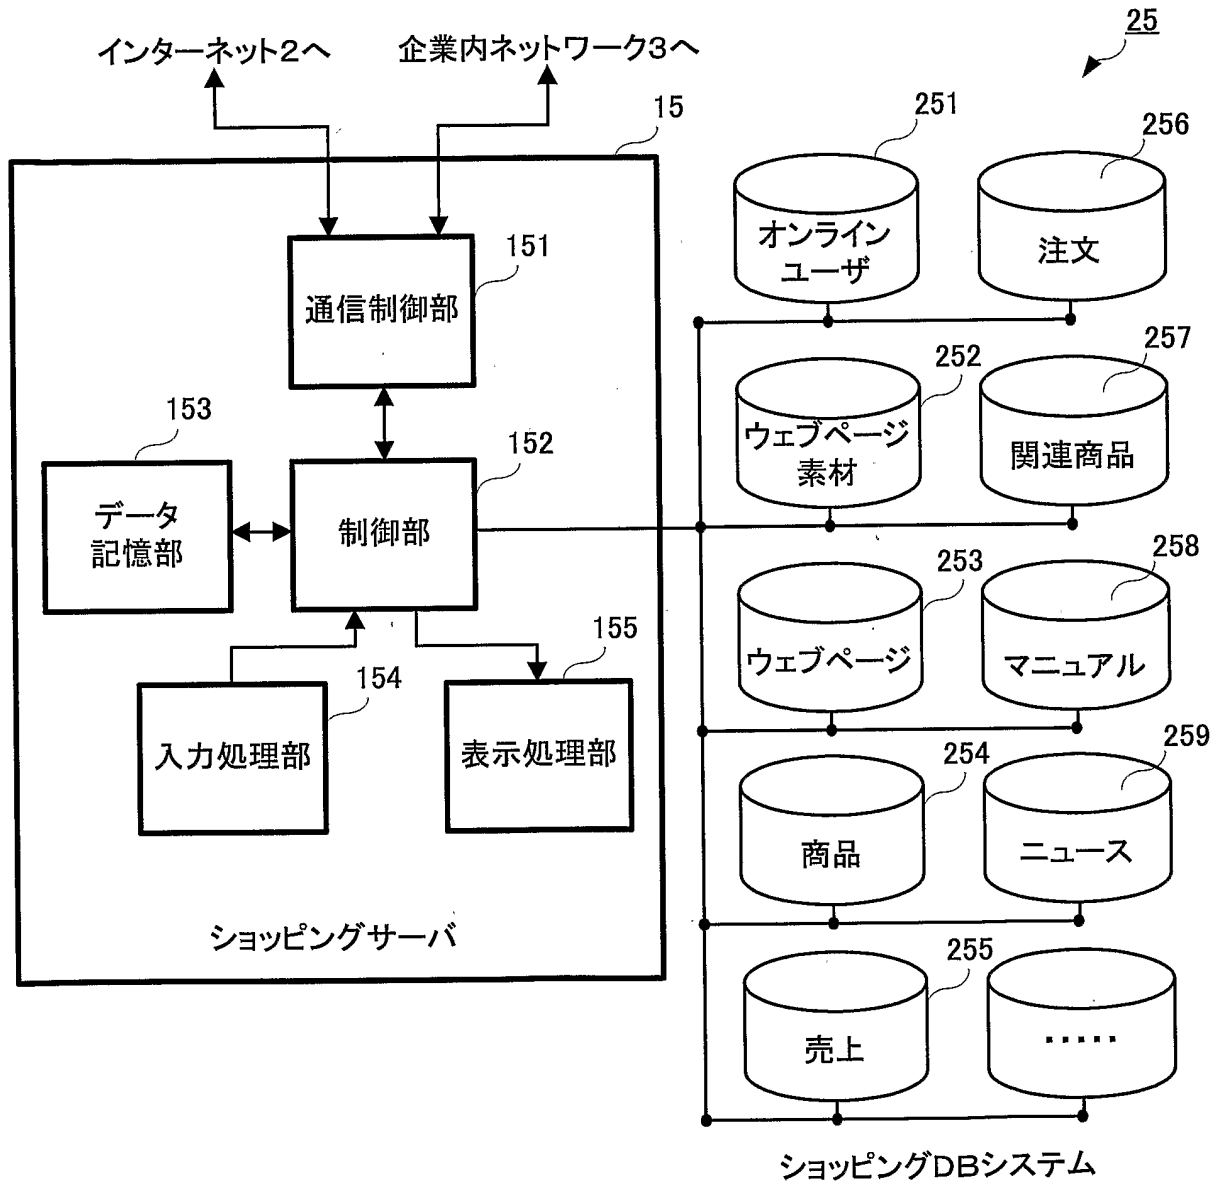 インターネット2へ
企業内ネットワーク3へ
25
15
251
256
オンライン
ユーザ
注文
151
通信制御部
252
257
ウェブページ
素材
関連商品
153
152
データ
記憶部
制御部
253
258
ウェブページ
マニュアル
154
155
入力処理部
表示処理部
254
259
商品
ニュース
ショッピングサーバ
255
売上
・・・・・
ショッピングDBシステム